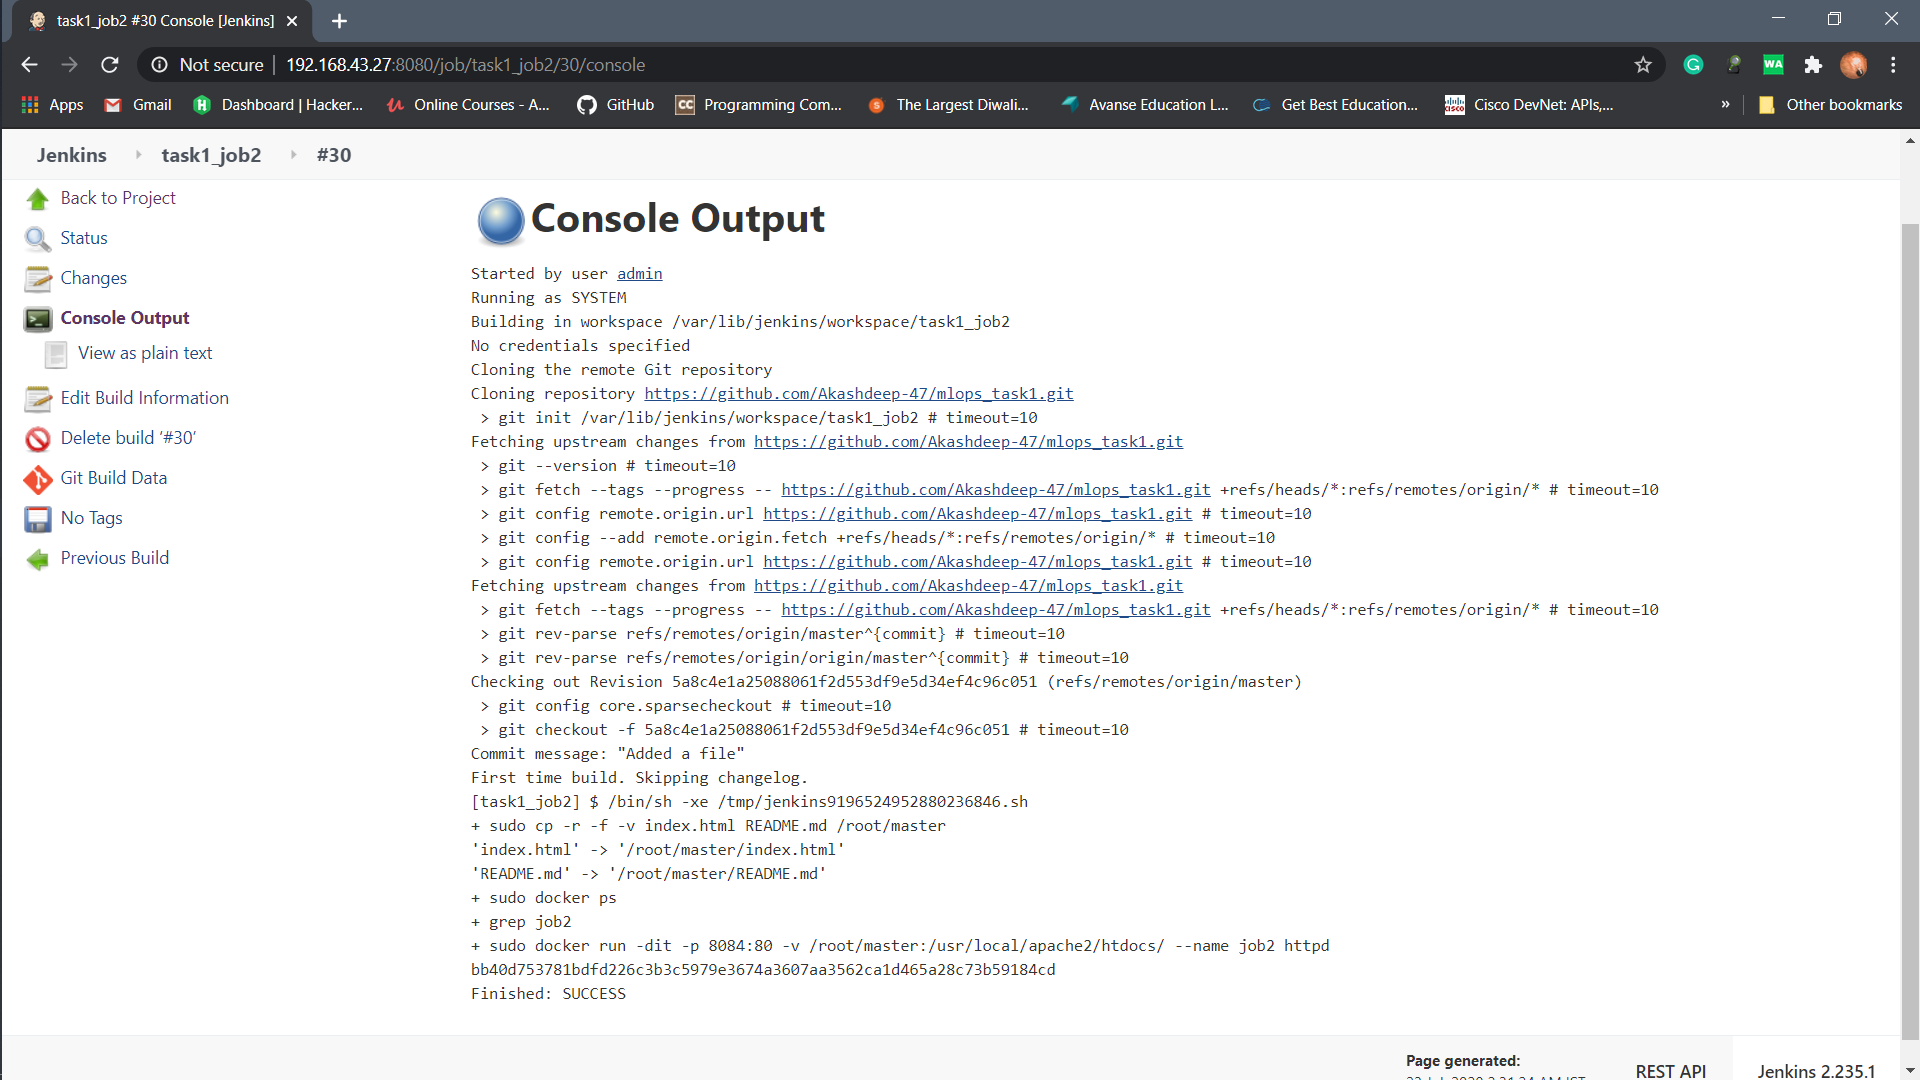 task1_job2 #30 Console [Jenkins]
Not secure | 192.168.43.27:8080/job/task1_job2/30/console
WA
Apps
Gmail
Dashboard | Hacker...
Online Courses - A...
GitHub
CC Programming Com...
The Largest Diwali...
Avanse Education L...
Get Best Education...
Cisco DevNet: APIs,...
»
Other bookmarks
Jenkins
task1_job2
#30
Back to Project
Status
Changes
Console Output
View as plain text
Edit Build Information
Delete build ‘#30’
Git Build Data
No Tags
Previous Build
Console Output
Started by user admin
Running as SYSTEM
Building in workspace /var/lib/jenkins/workspace/task1_job2
No credentials specified
Cloning the remote Git repository
Cloning repository https://github.com/Akashdeep-47/mlops_task1.git
> git init /var/lib/jenkins/workspace/task1_job2 # timeout=10
Fetching upstream changes from https://github.com/Akashdeep-47/mlops_task1.git
> git --version # timeout=10
> git fetch --tags --progress -- https://github.com/Akashdeep-47/mlops_task1.git +refs/heads/*:refs/remotes/origin/* # timeout=10
> git config remote.origin.url https://github.com/Akashdeep-47/mlops_task1.git # timeout=10
> git config --add remote.origin.fetch +refs/heads/*:refs/remotes/origin/* # timeout=10
> git config remote.origin.url https://github.com/Akashdeep-47/mlops_task1.git # timeout=10
Fetching upstream changes from https://github.com/Akashdeep-47/mlops_task1.git
> git fetch --tags --progress -- https://github.com/Akashdeep-47/mlops_task1.git +refs/heads/*:refs/remotes/origin/* # timeout=10
> git rev-parse refs/remotes/origin/master^{commit} # timeout=10
> git rev-parse refs/remotes/origin/origin/master^{commit} # timeout=10
Checking out Revision 5a8c4e1a25088061f2d553df9e5d34ef4c96c051 (refs/remotes/origin/master)
> git config core.sparsecheckout # timeout=10
> git checkout -f 5a8c4e1a25088061f2d553df9e5d34ef4c96c051 # timeout=10
Commit message: "Added a file"
First time build. Skipping changelog.
[task1_job2] $ /bin/sh -xe /tmp/jenkins9196524952880236846.sh
+ sudo cp -r -f -v index.html README.md /root/master
'index.html' -> '/root/master/index.html'
'README.md' -> '/root/master/README.md'
+ sudo docker ps
+ grep job2
+ sudo docker run -dit -p 8084:80 -v /root/master:/usr/local/apache2/htdocs/ --name job2 httpd
bb40d753781bdfd226c3b3c5979e3674a3607aa3562ca1d465a28c73b59184cd
Finished: SUCCESS
Page generated:
REST API
Jenkins 2.235.1